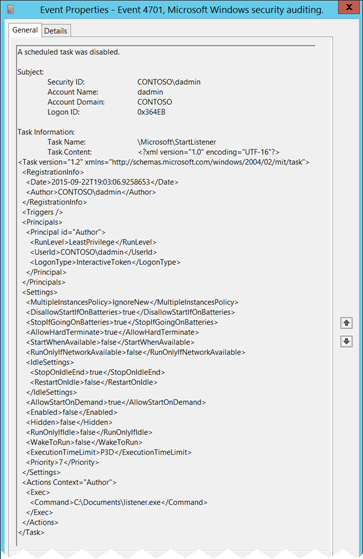 Event Properties - Event 4701, Microsoft Windows security auditing.
X
General Details
A scheduled task was disabled.
Subject:
Security ID: CONTOSO\dadmin
Account Name: dadmin
Account Domain: CONTOSO
Logon ID: 0x364EB
Task Information:
Task Name: \Microsoft\StartListener
Task Content: <?xml version="1.0" encoding="UTF-16"?>
<Task version="1.2" xmlns="http://schemas.microsoft.com/windows/2004/02/mit/task">
<RegistrationInfo>
<Date>2015-09-22T19:03:06.9258653</Date>
<Author>CONTOSO\dadmin</Author>
</RegistrationInfo>
<Triggers />
<Principals>
<Principal id="Author">
<RunLevel>LeastPrivilege</RunLevel>
<UserId>CONTOSO\dadmin</UserId>
<LogonType>InteractiveToken</LogonType>
</Principal>
</Principals>
<Settings>
<MultipleInstancesPolicy>IgnoreNew</MultipleInstancesPolicy>
<DisallowStartIfOnBatteries>true</DisallowStartIfOnBatteries>
<StopIfGoingOnBatteries>true</StopIfGoingOnBatteries>
<AllowHardTerminate>true</AllowHardTerminate>
<StartWhenAvailable>false</StartWhenAvailable>
<RunOnlyIfNetworkAvailable>false</RunOnlyIfNetworkAvailable>
<IdleSettings>
<StopOnIdleEnd>true</StopOnIdleEnd>
<RestartOnIdle>false</RestartOnIdle>
</IdleSettings>
<AllowStartOnDemand>true</AllowStartOnDemand>
<Enabled>false</Enabled>
<Hidden>false</Hidden>
<RunOnlyIfIdle>false</RunOnlyIfIdle>
<WakeToRun>false</WakeToRun>
<ExecutionTimeLimit>P3D</ExecutionTimeLimit>
<Priority>7</Priority>
</Settings>
<Actions Context="Author">
<Exec>
<Command>C:\Documents\listener.exe</Command>
</Exec>
</Actions>
</Task>